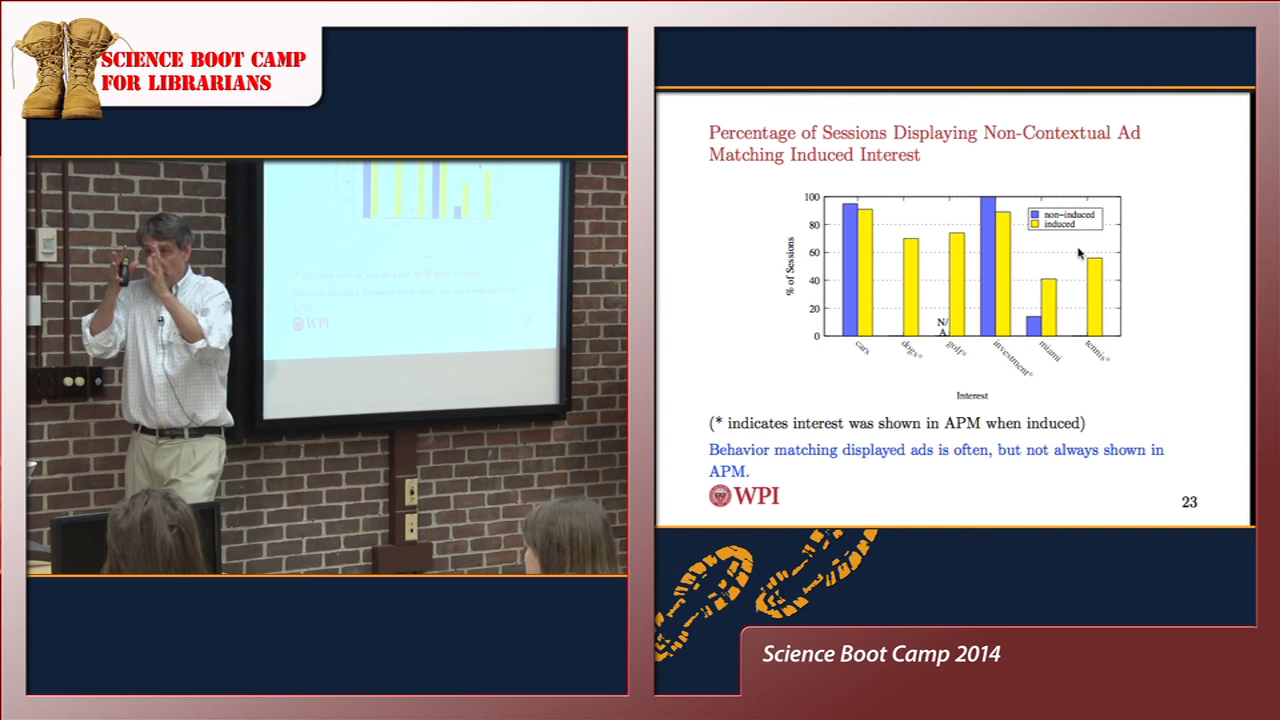 SCIENCE BOOT CAMP
FOR LIBRARIANS
WPI
Percentage of Sessions Displaying Non-Contextual Ad
Matching Induced Interest
100
80
60
40
20
0
% of Sessions
non-induced
induced
N/
A
cars
dogs*
golf*
investment*
miami
tennis*
Interest
(* indicates interest was shown in APM when induced)
Behavior matching displayed ads is often, but not always shown in
APM.
WPI
23
Science Boot Camp 2014